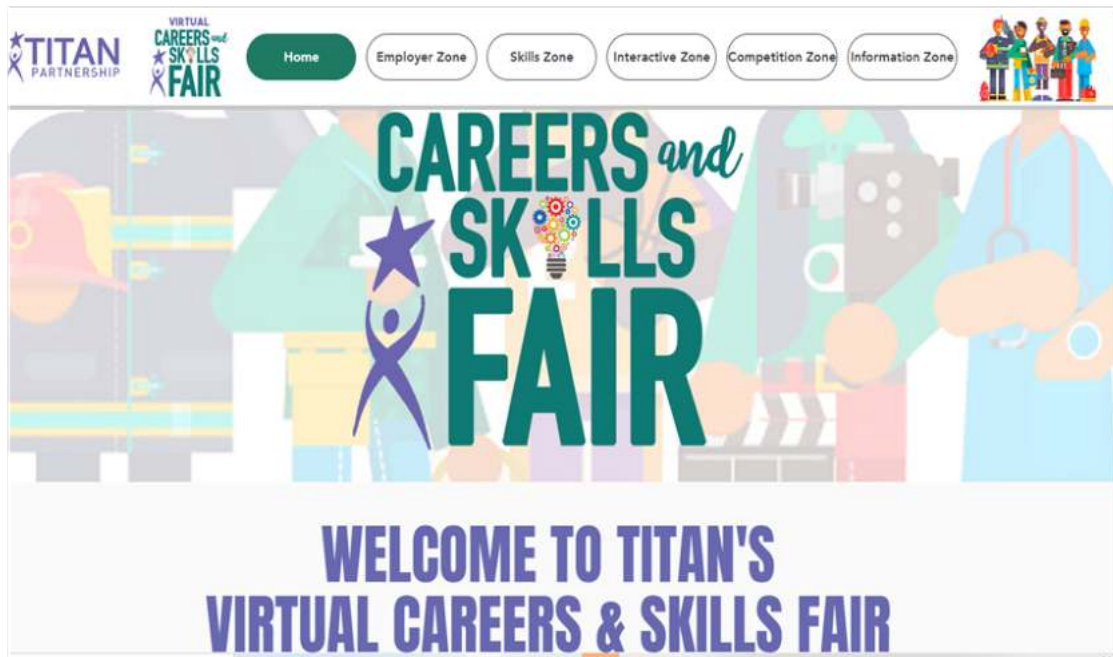 TITAN
PARTNERSHIP
VIRTUAL
CAREERS and
SKILLS
FAIR
Home
Employer Zone
Skills Zone
Interactive Zone
Competition Zone
Information Zone
CAREERS and
SKILLS
FAIR
WELCOME TO TITAN'S
VIRTUAL CAREERS & SKILLS FAIR